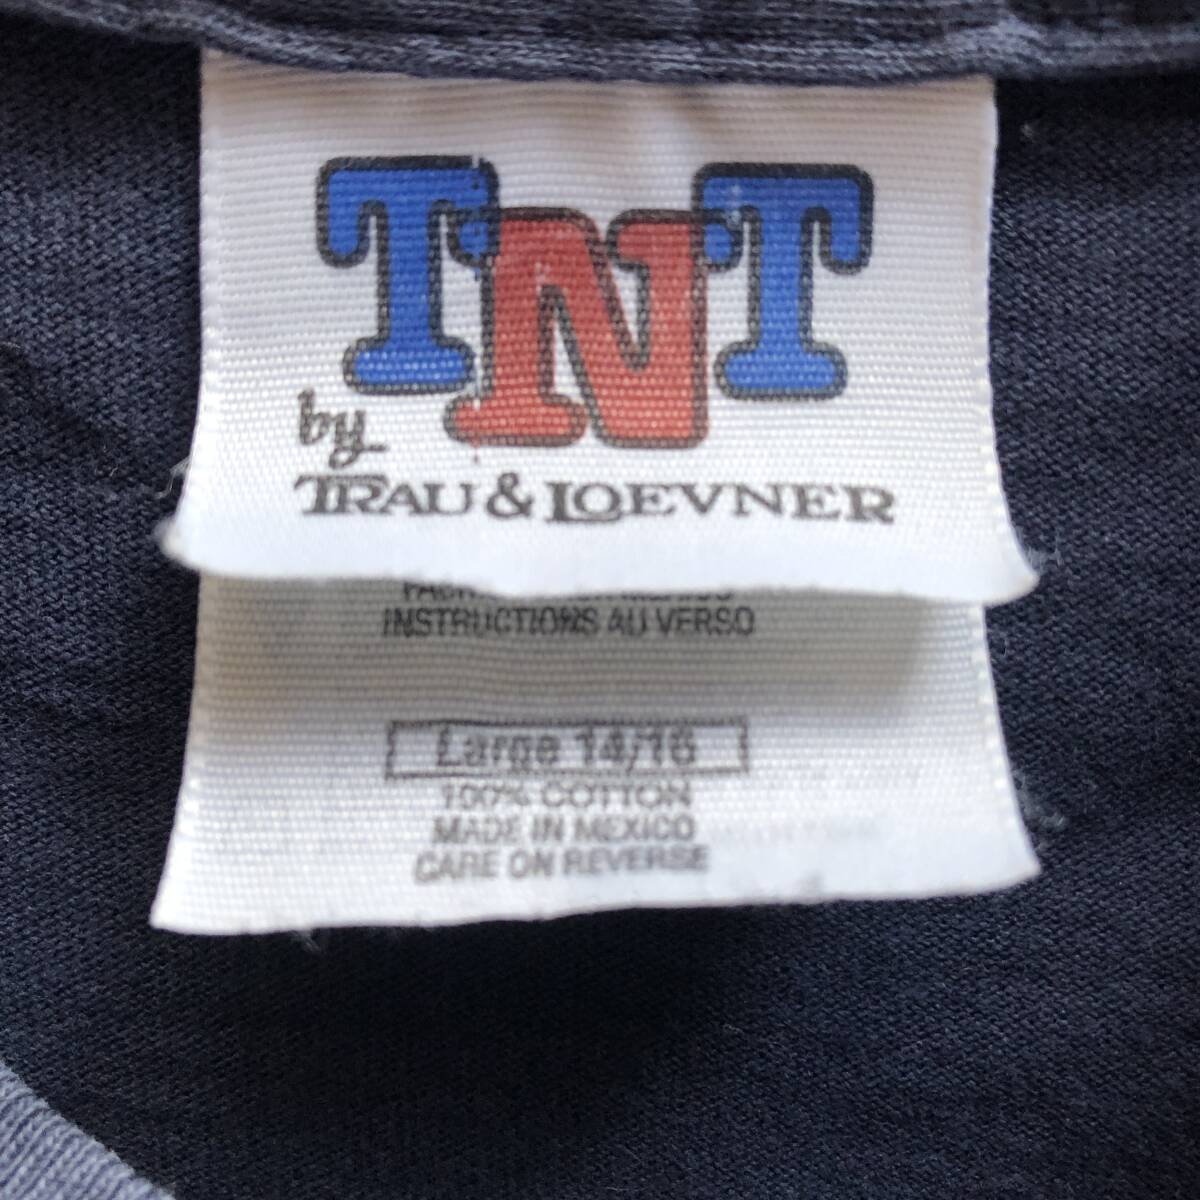 TNT
by
TRAU & LOEVNER
INSTRUCTIONS AU VERSO
Large 14/16
100% COTTON
MADE IN MEXICO
CARE ON REVERSE